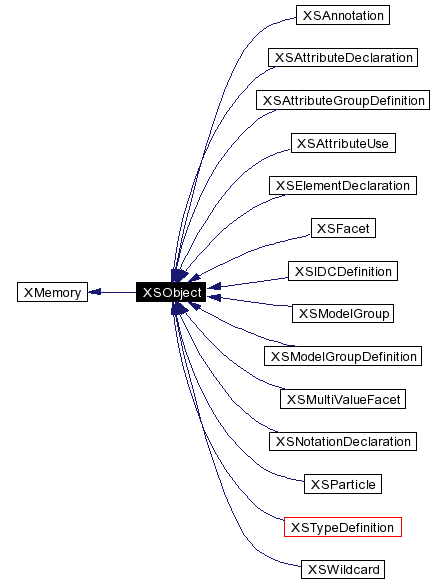 XSAnnotation
XSAttributeDeclaration
XSAttributeGroupDefinition
XSAttributeUse
XSElementDeclaration
XSFacet
XSIDCDefinition
XMemory
XSObject
XSModelGroup
XSModelGroupDefinition
XSMultiValueFacet
XSNotationDeclaration
XSParticle
XSTypeDefinition
XSWildcard